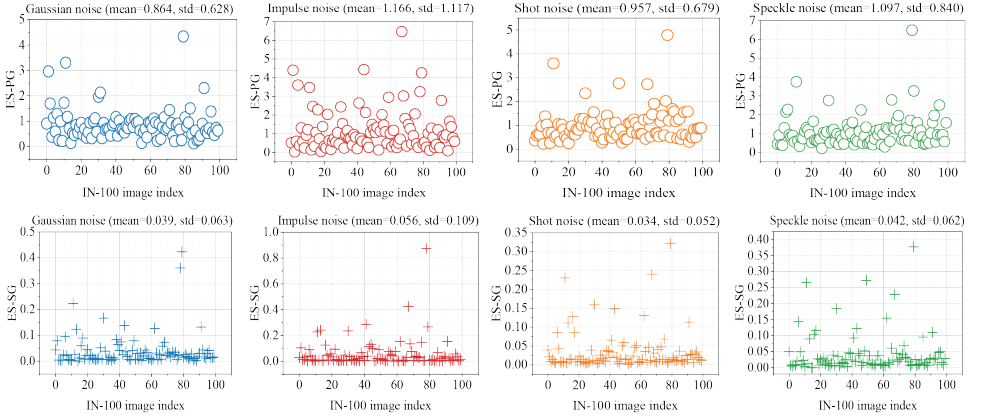 Gaussian noise (mean=0.864, std=0.628)
ES-PG
5
4
3
2
1
0
0 20 40 60 80 100
IN-100 image index
Impulse noise (mean=1.166, std=1.117)
ES-PG
7
6
5
4
3
2
1
0
0 20 40 60 80 100
IN-100 image index
Shot noise (mean=0.957, std=0.679)
ES-PG
5
4
3
2
1
0
0 20 40 60 80 100
IN-100 image index
Speckle noise (mean=1.097, std=0.840)
ES-PG
7
6
5
4
3
2
1
0
0 20 40 60 80 100
IN-100 image index
Gaussian noise (mean=0.039, std=0.063)
ES-SG
0.5
0.4
0.3
0.2
0.1
0.0
0 20 40 60 80 100
IN-100 image index
Impulse noise (mean=0.056, std=0.109)
ES-SG
1.0
0.8
0.6
0.4
0.2
0.0
0 20 40 60 80 100
IN-100 image index
Shot noise (mean=0.034, std=0.052)
ES-SG
0.35
0.30
0.25
0.20
0.15
0.10
0.05
0.00
0 20 40 60 80 100
IN-100 image index
Speckle noise (mean=0.042, std=0.062)
ES-SG
0.40
0.35
0.30
0.25
0.20
0.15
0.10
0.05
0.00
0 20 40 60 80 100
IN-100 image index